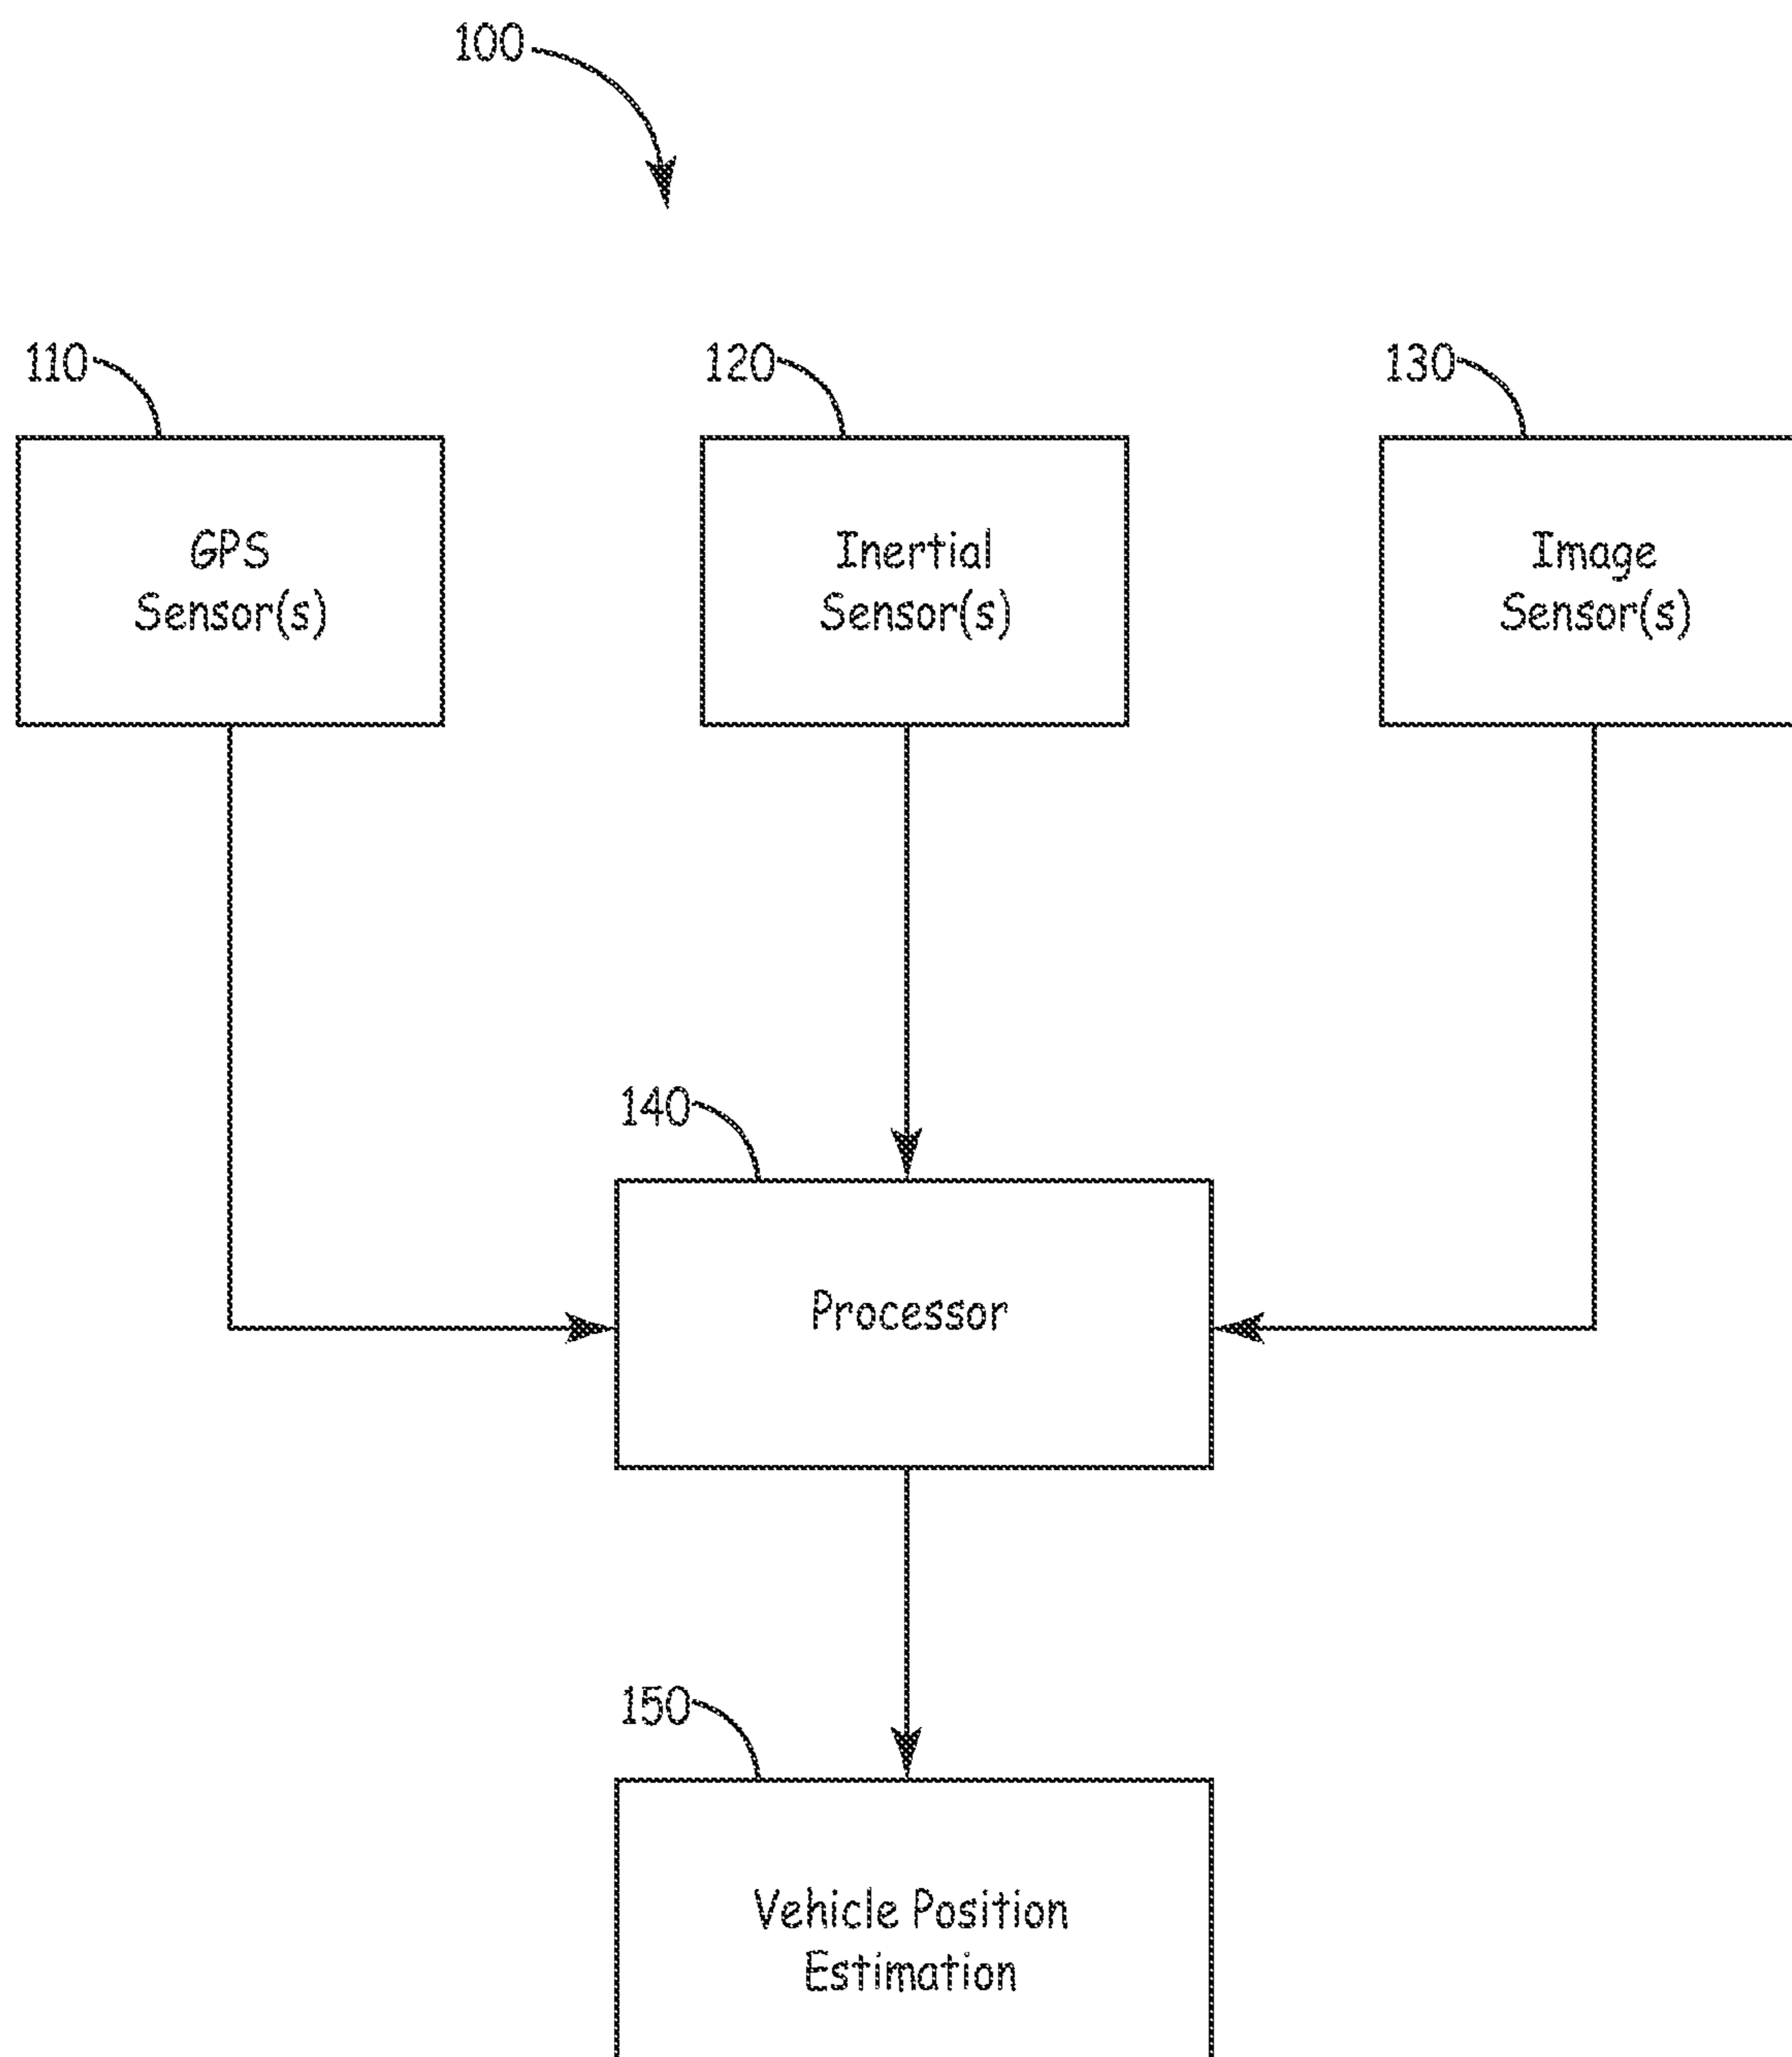 100
110
120
130
GPS
Sensor(s)
Inertial
Sensor(s)
Image
Sensor(s)
140
Processor
150
Vehicle Position
Estimation